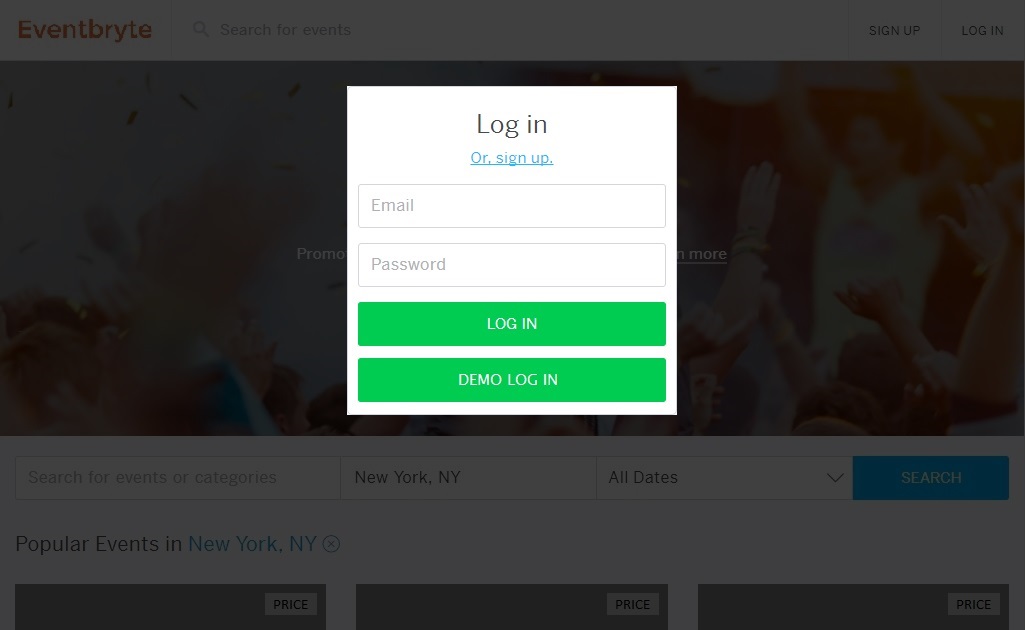 Eventbryte
Search for events
SIGN UP
LOG IN
Log in
Or, sign up.
Email
Promo
more
Password
LOG IN
DEMO LOG IN
Search for events or categories
New York, NY
All Dates
SEARCH
Popular Events in New York, NY
PRICE
PRICE
PRICE